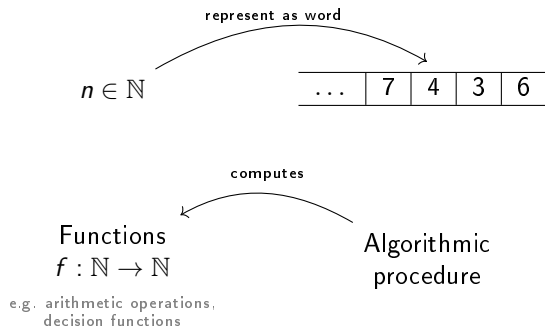 represent as word
n ∈ ℕ
... 7 4 3 6
computes
Functions
f : ℕ → ℕ
e.g. arithmetic operations,
decision functions
Algorithmic
procedure